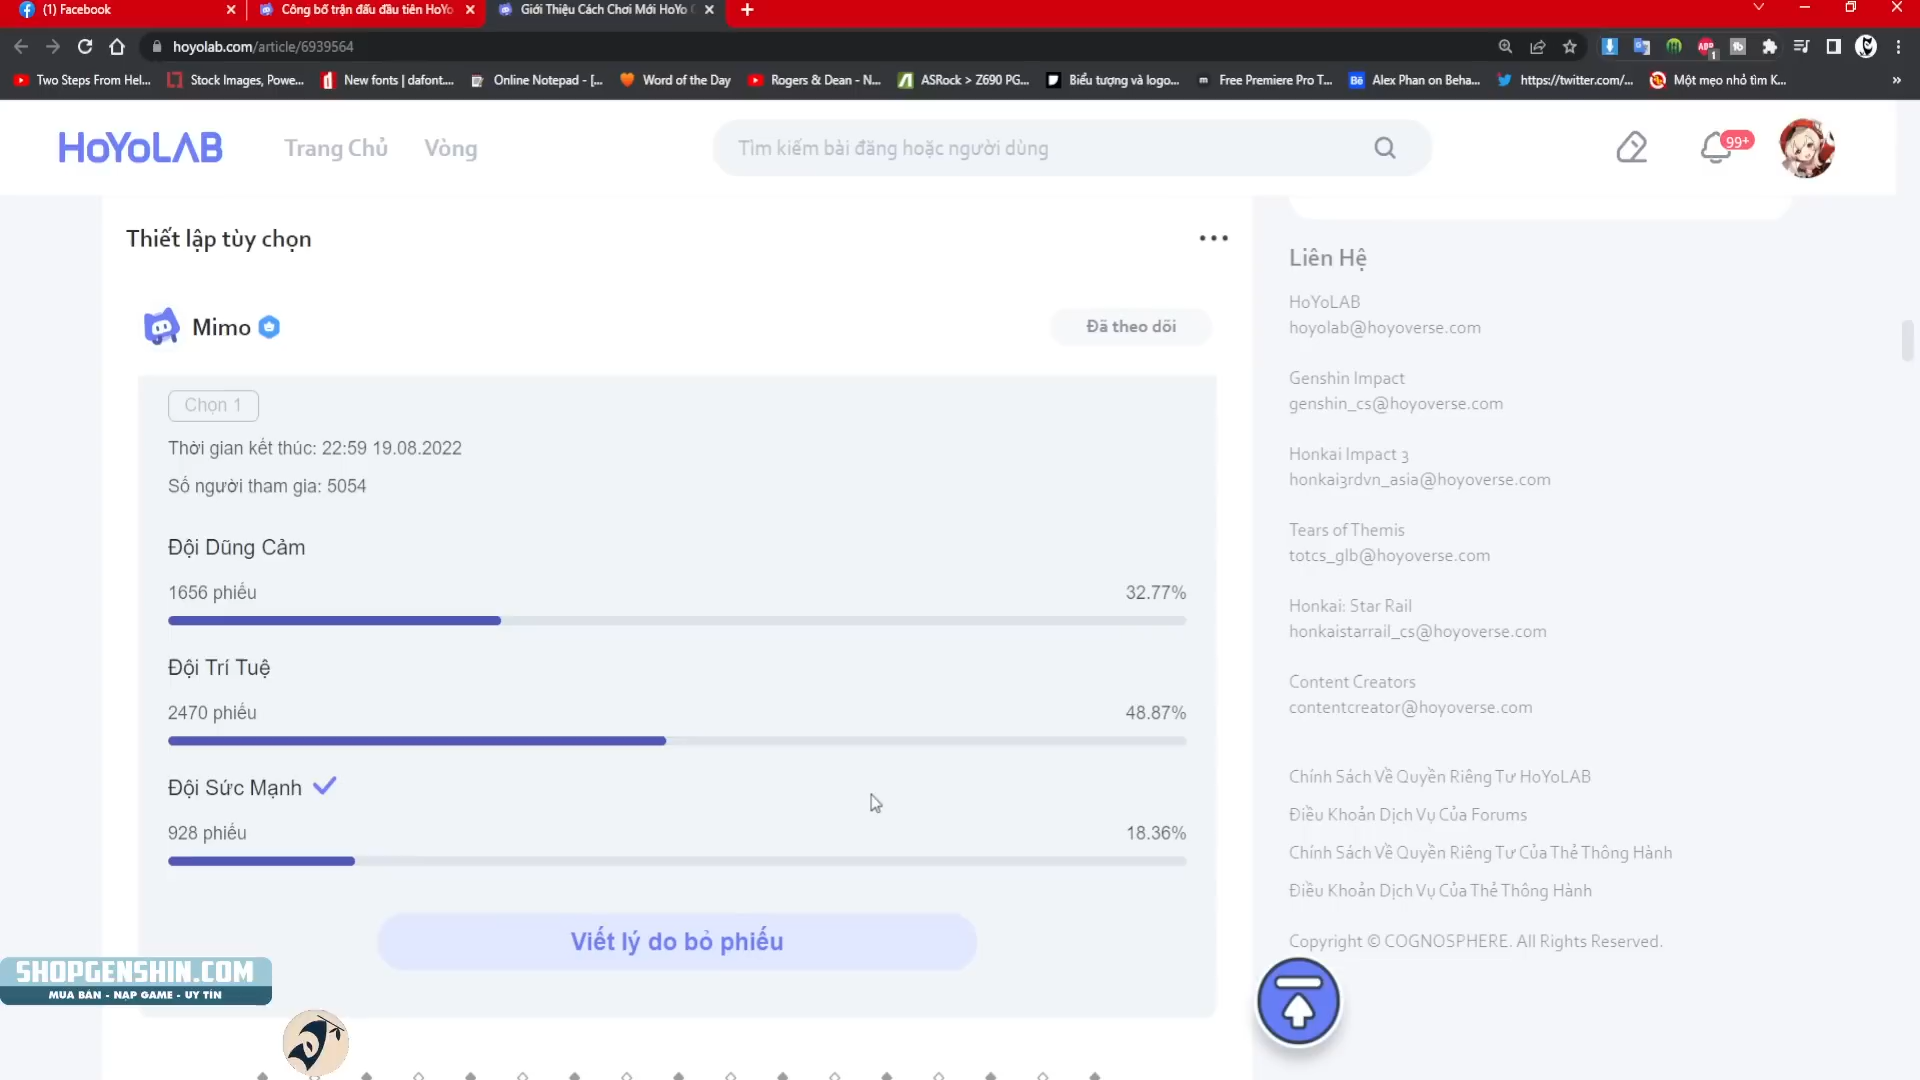 (1) Facebook
Công bố trận đấu đầu tiên HoYo
Giới Thiệu Cách Chơi Mới HoYo
hoyolab.com/article/6939564
Two Steps From Hel...
Stock Images, Powe...
New fonts | dafont....
Online Notepad - [...
Word of the Day
Rogers & Dean - N...
ASRock > Z690 PG...
Biểu tượng và logo...
Free Premiere Pro T...
Alex Phan on Beha...
https://twitter.com/...
Một mẹo nhỏ tìm K...
»
HoYoLAB
Trang Chủ
Vòng
Tìm kiếm bài đăng hoặc người dùng
99+
Thiết lập tùy chọn
Mimo
Đã theo dõi
Chọn 1
Thời gian kết thúc: 22:59 19.08.2022
Số người tham gia: 5054
Đội Dũng Cảm
1656 phiếu
32.77%
Đội Trí Tuệ
2470 phiếu
48.87%
Đội Sức Mạnh
928 phiếu
18.36%
Viết lý do bỏ phiếu
Liên Hệ
HoYoLAB
hoyolab@hoyoverse.com
Genshin Impact
genshin_cs@hoyoverse.com
Honkai Impact 3
honkai3rdvn_asia@hoyoverse.com
Tears of Themis
totcs_glb@hoyoverse.com
Honkai: Star Rail
honkaistarrail_cs@hoyoverse.com
Content Creators
contentcreator@hoyoverse.com
Chính Sách Về Quyền Riêng Tư HoYoLAB
Điều Khoản Dịch Vụ Của Forums
Chính Sách Về Quyền Riêng Tư Của Thẻ Thông Hành
Điều Khoản Dịch Vụ Của Thẻ Thông Hành
Copyright © COGNOSPHERE. All Rights Reserved.
SHOPGENSHIN.COM
MUA BÁN - NẠP GAME - UY TÍN